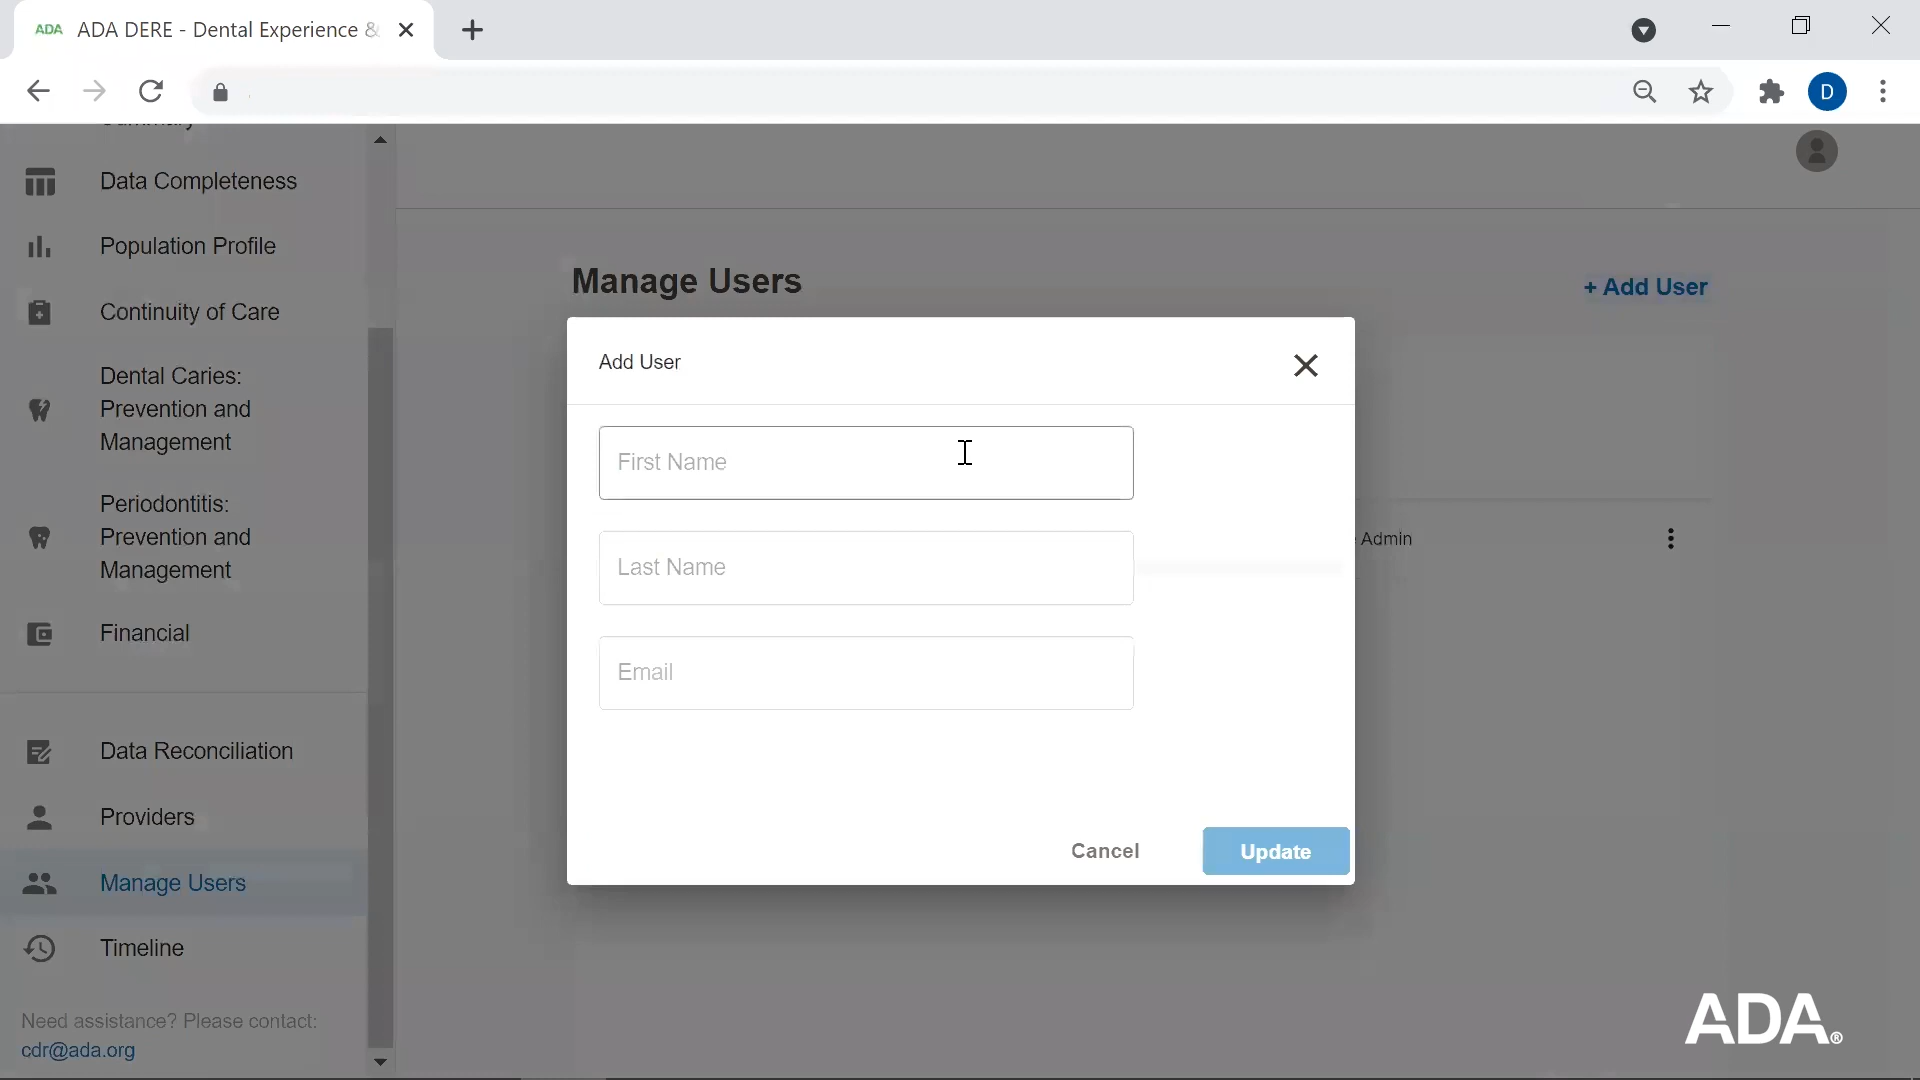 ADA ADA DERE - Dental Experience &
D
Data Completeness
Population Profile
Continuity of Care
Dental Caries:
Prevention and
Management
Periodontitis:
Prevention and
Management
Financial
Data Reconciliation
Providers
Manage Users
Timeline
Need assistance? Please contact:
cdr@ada.org
Manage Users
+ Add User
Add User
First Name
Last Name
Email
Admin
Cancel
Update
ADA®